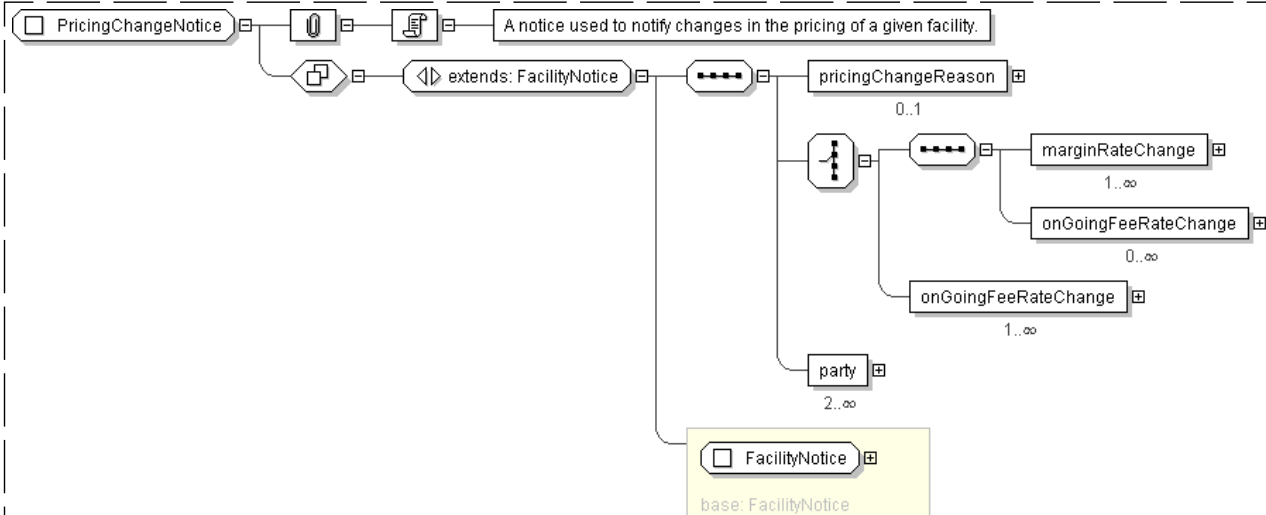 PricingChangeNotice
A notice used to notify changes in the pricing of a given facility.
extends: FacilityNotice
pricingChangeReason
0..1
marginRateChange
1..∞
onGoingFeeRateChange
0..∞
onGoingFeeRateChange
1..∞
party
2..∞
FacilityNotice
base: FacilityNotice